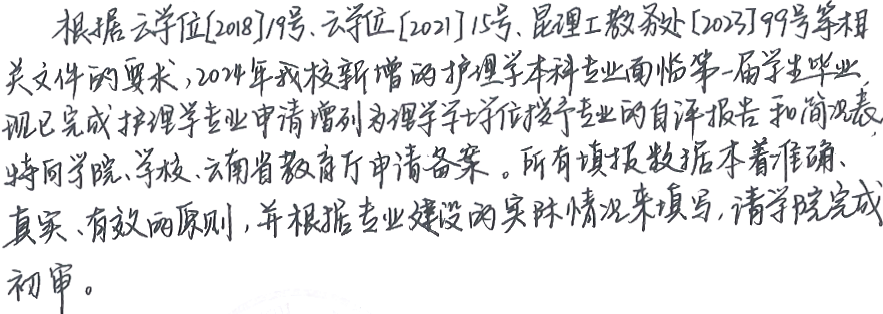 根据云学位[2018]19号、云学位[2021]15号、昆理工教务处[2023]99号等相
关文件的要求，2024年我校新增的护理学本科专业面临第一届学生毕业，
现已完成护理学专业申请增列为理学学士学位授予专业的自评报告和简况表，
特向学院、学校、云南省教育厅申请备案。所有填报数据本着准确、
真实、有效的原则，并根据专业建设的实际情况来填写，请学院完成
初审。